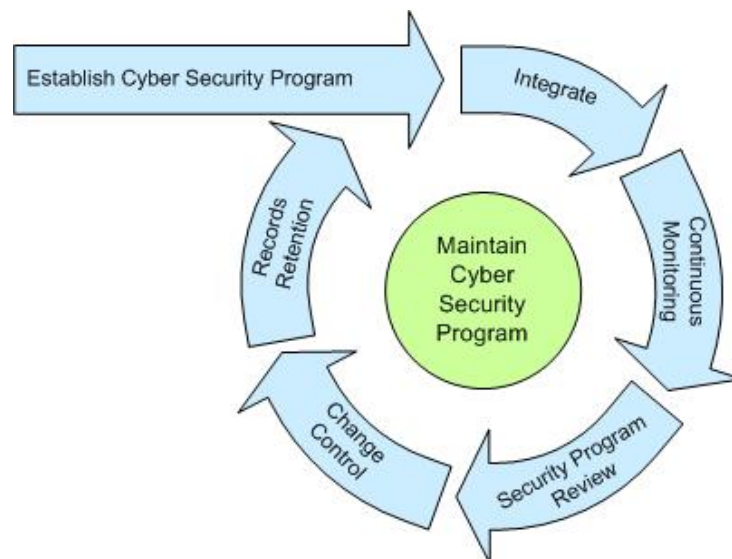 Establish Cyber Security Program
Integrate
Continuous
Monitoring
Security Program
Review
Change
Control
Records
Retention
Maintain
Cyber
Security
Program